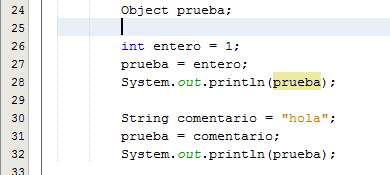 24 Object prueba;
25
26 int entero = 1;
27 prueba = entero;
28 System.out.println(prueba);
29
30 String comentario = "hola";
31 prueba = comentario;
32 System.out.println(prueba);
33